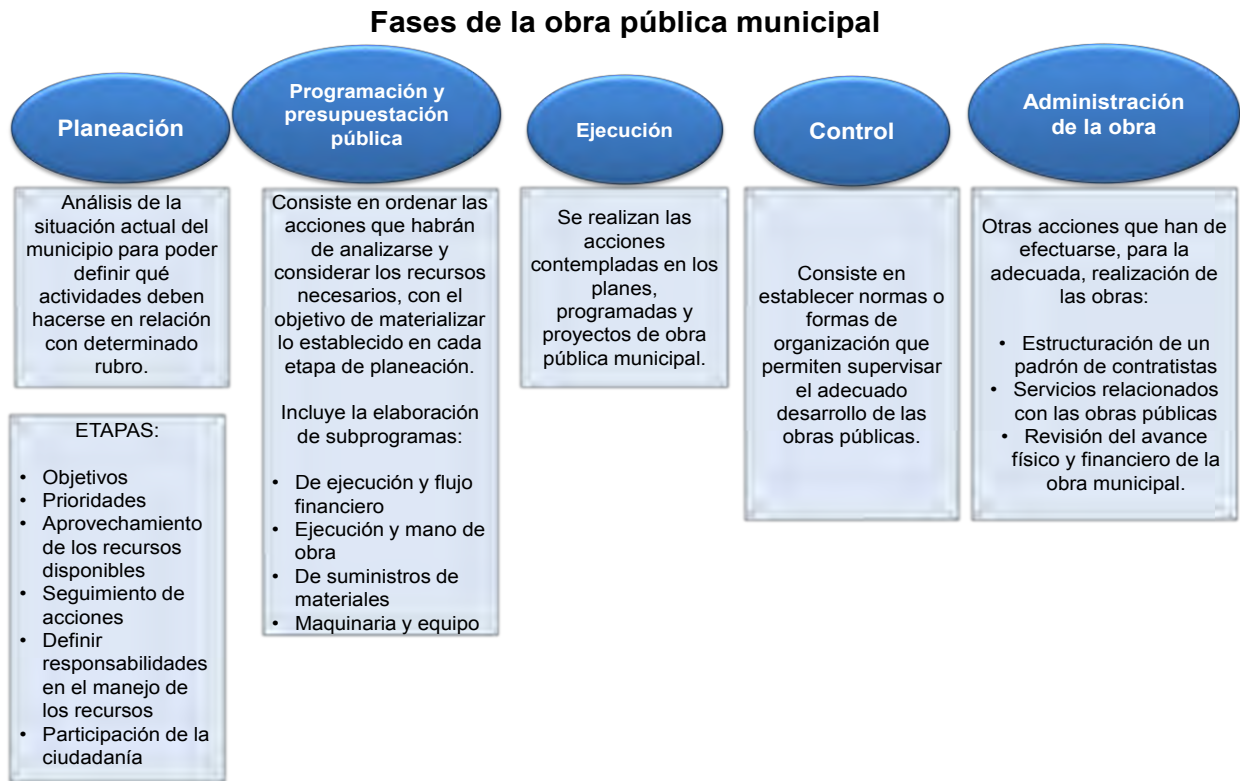 Fases de la obra pública municipal
Planeación
Análisis de la
situación actual del
municipio para poder
definir qué
actividades deben
hacerse en relación
con determinado
rubro.
ETAPAS:
• Objetivos
• Prioridades
• Aprovechamiento
de los recursos
disponibles
• Seguimiento de
acciones
• Definir
responsabilidades
en el manejo de
los recursos
• Participación de la
ciudadanía
Programación y
presupuestación
pública
Consiste en ordenar las
acciones que habrán
de analizarse y
considerar los recursos
necesarios, con el
objetivo de materializar
lo establecido en cada
etapa de planeación.
Incluye la elaboración
de subprogramas:
• De ejecución y flujo
financiero
• Ejecución y mano de
obra
• De suministros de
materiales
• Maquinaria y equipo
Ejecución
Se realizan las
acciones
contempladas en los
planes,
programadas y
proyectos de obra
pública municipal.
Control
Consiste en
establecer normas o
formas de
organización que
permiten supervisar
el adecuado
desarrollo de las
obras públicas.
Administración
de la obra
Otras acciones que han de
efectuarse, para la
adecuada, realización de
las obras:
• Estructuración de un
padrón de contratistas
• Servicios relacionados
con las obras públicas
• Revisión del avance
físico y financiero de la
obra municipal.